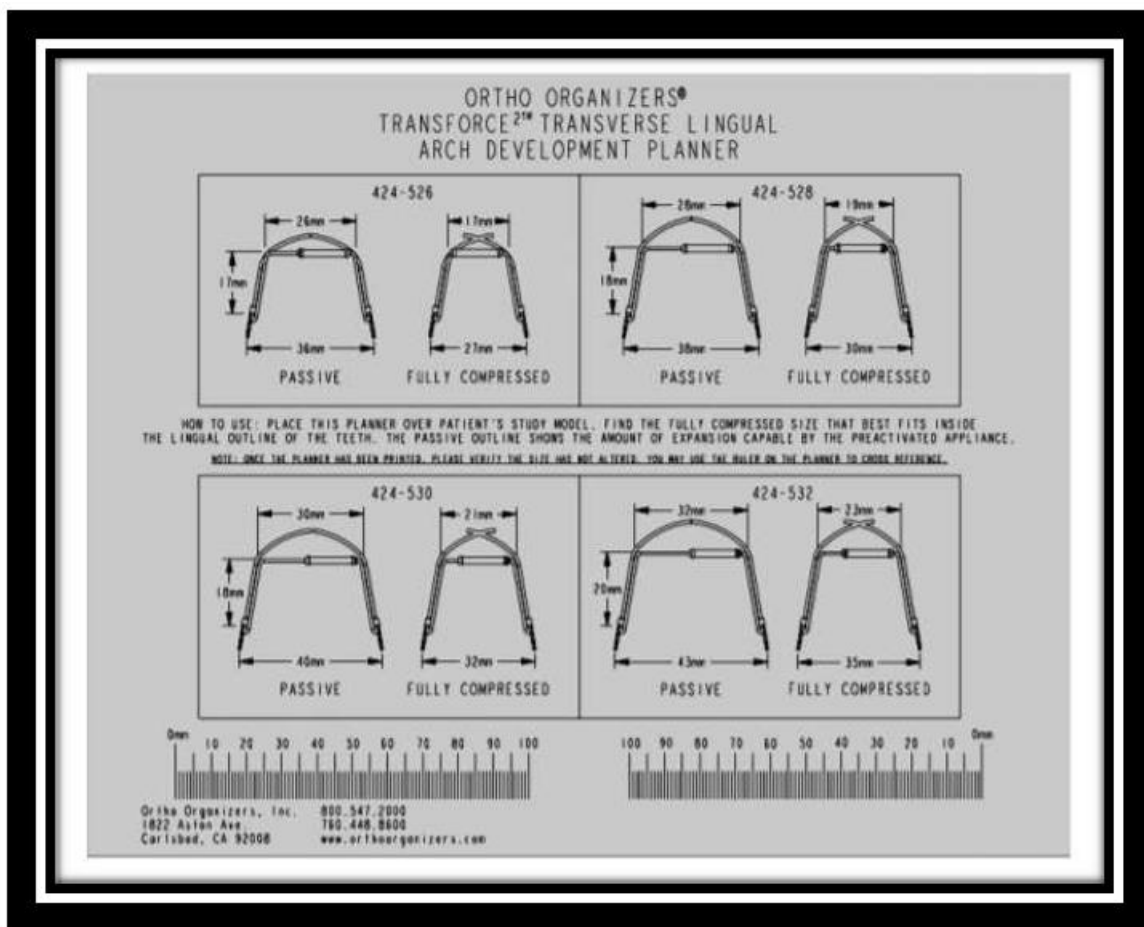 ORTHO ORGANIZERS®
TRANSFORCE²™ TRANSVERSE LINGUAL
ARCH DEVELOPMENT PLANNER
424-526
26mm
17mm
17mm
36mm
27mm
PASSIVE
FULLY COMPRESSED
424-528
28mm
19mm
18mm
38mm
30mm
PASSIVE
FULLY COMPRESSED
HOW TO USE: PLACE THIS PLANNER OVER PATIENT'S STUDY MODEL. FIND THE FULLY COMPRESSED SIZE THAT BEST FITS INSIDE
THE LINGUAL OUTLINE OF THE TEETH. THE PASSIVE OUTLINE SHOWS THE AMOUNT OF EXPANSION CAPABLE BY THE PREACTIVATED APPLIANCE.
NOTE: ONCE THE PLANNER HAS BEEN PRINTED, PLEASE VERIFY THE SIZE HAS NOT ALTERED. YOU MAY USE THE RULER ON THE PLANNER TO CROSS REFERENCE.
424-530
30mm
21mm
18mm
40mm
32mm
PASSIVE
FULLY COMPRESSED
424-532
32mm
23mm
20mm
43mm
35mm
PASSIVE
FULLY COMPRESSED
0mm 10 20 30 40 50 60 70 80 90 100
100 90 80 70 60 50 40 30 20 10 0mm
Ortho Organizers, Inc. 800.547.2000
1822 Aston Ave. 760.448.8600
Carlsbad, CA 92008 www.orthoorganizers.com